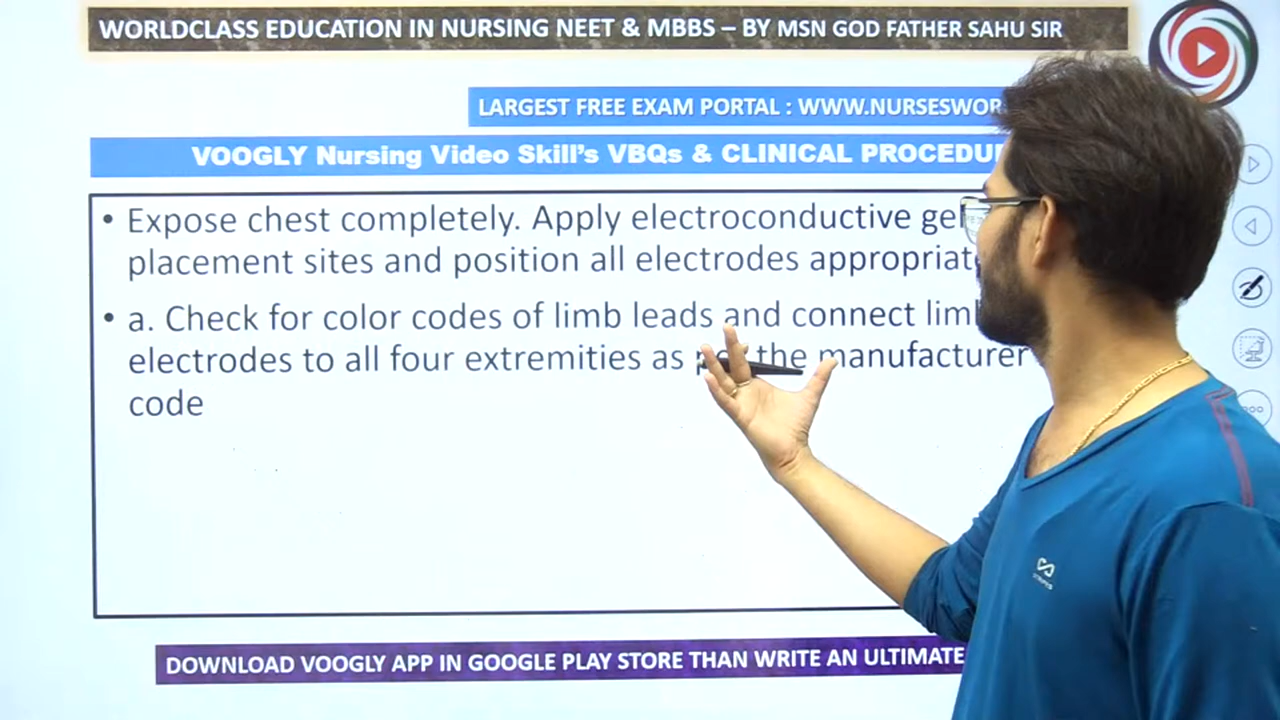 WORLDCLASS EDUCATION IN NURSING NEET & MBBS – BY MSN GOD FATHER SAHU SIR
LARGEST FREE EXAM PORTAL : WWW.NURSESWOR
VOOGLY Nursing Video Skill's VBQs & CLINICAL PROCEDU
• Expose chest completely. Apply electroconductive gel
placement sites and position all electrodes appropriat
• a. Check for color codes of limb leads and connect limb
electrodes to all four extremities as per the manufacturer
code
DOWNLOAD VOOGLY APP IN GOOGLE PLAY STORE THAN WRITE AN ULTIMATE